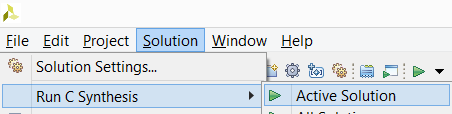 File Edit Project Solution Window Help
Solution Settings...
Run C Synthesis
Active Solution